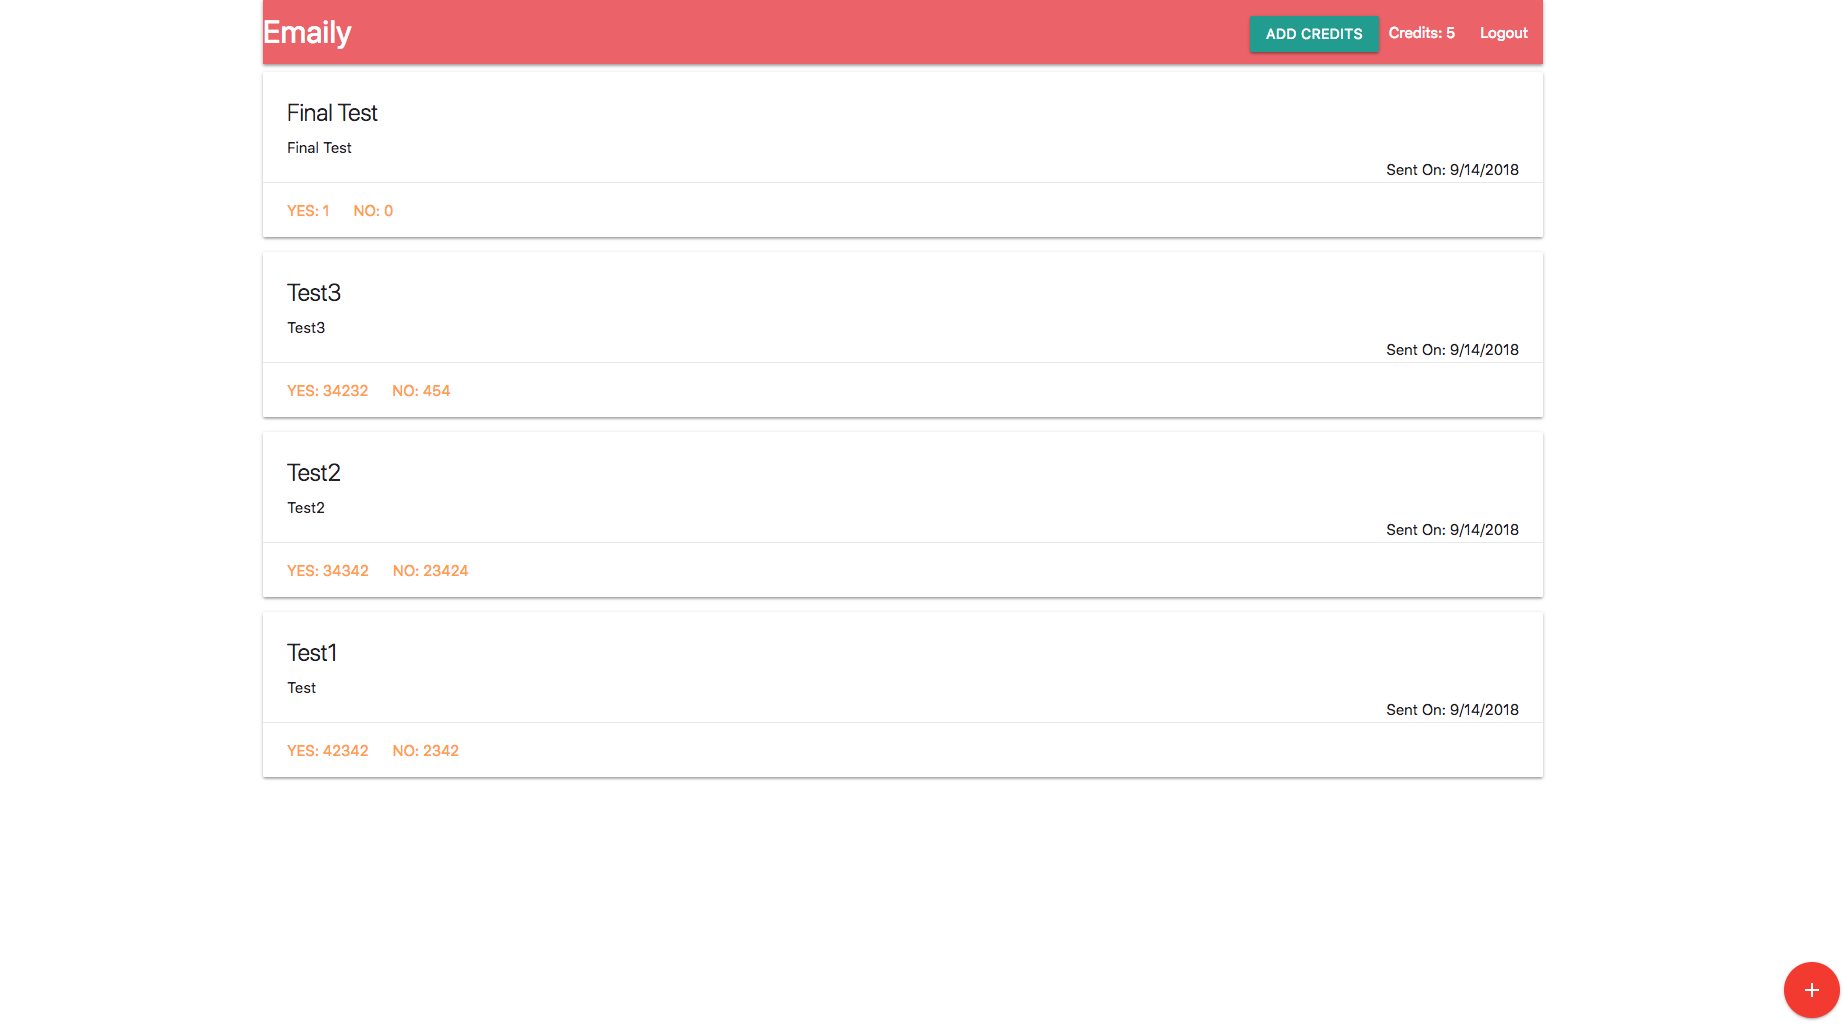 Emaily
ADD CREDITS Credits: 5 Logout
Final Test
Final Test
Sent On: 9/14/2018
YES: 1 NO: 0
Test3
Test3
Sent On: 9/14/2018
YES: 34232 NO: 454
Test2
Test2
Sent On: 9/14/2018
YES: 34342 NO: 23424
Test1
Test
Sent On: 9/14/2018
YES: 42342 NO: 2342
+